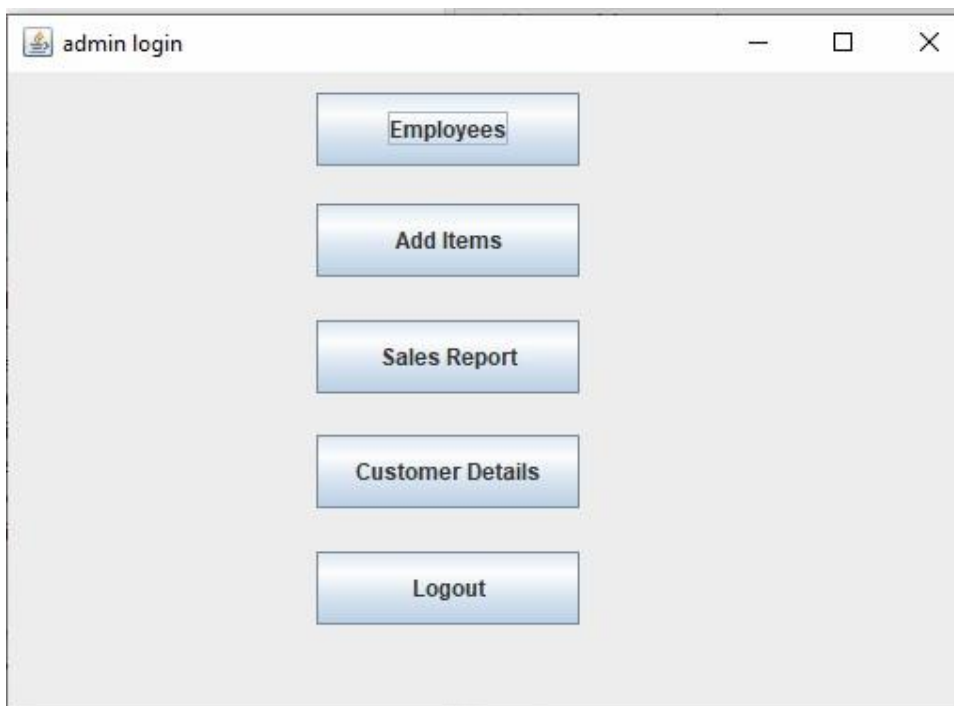 admin login
Employees
Add Items
Sales Report
Customer Details
Logout